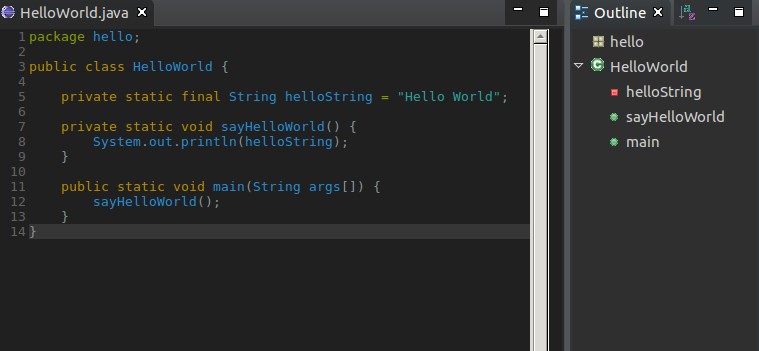 HelloWorld.java
1 package hello;
2
3 public class HelloWorld {
4
5     private static final String helloString = "Hello World";
6
7     private static void sayHelloWorld() {
8         System.out.println(helloString);
9     }
10
11     public static void main(String args[]) {
12         sayHelloWorld();
13     }
14 }
Outline
hello
HelloWorld
helloString
sayHelloWorld
main